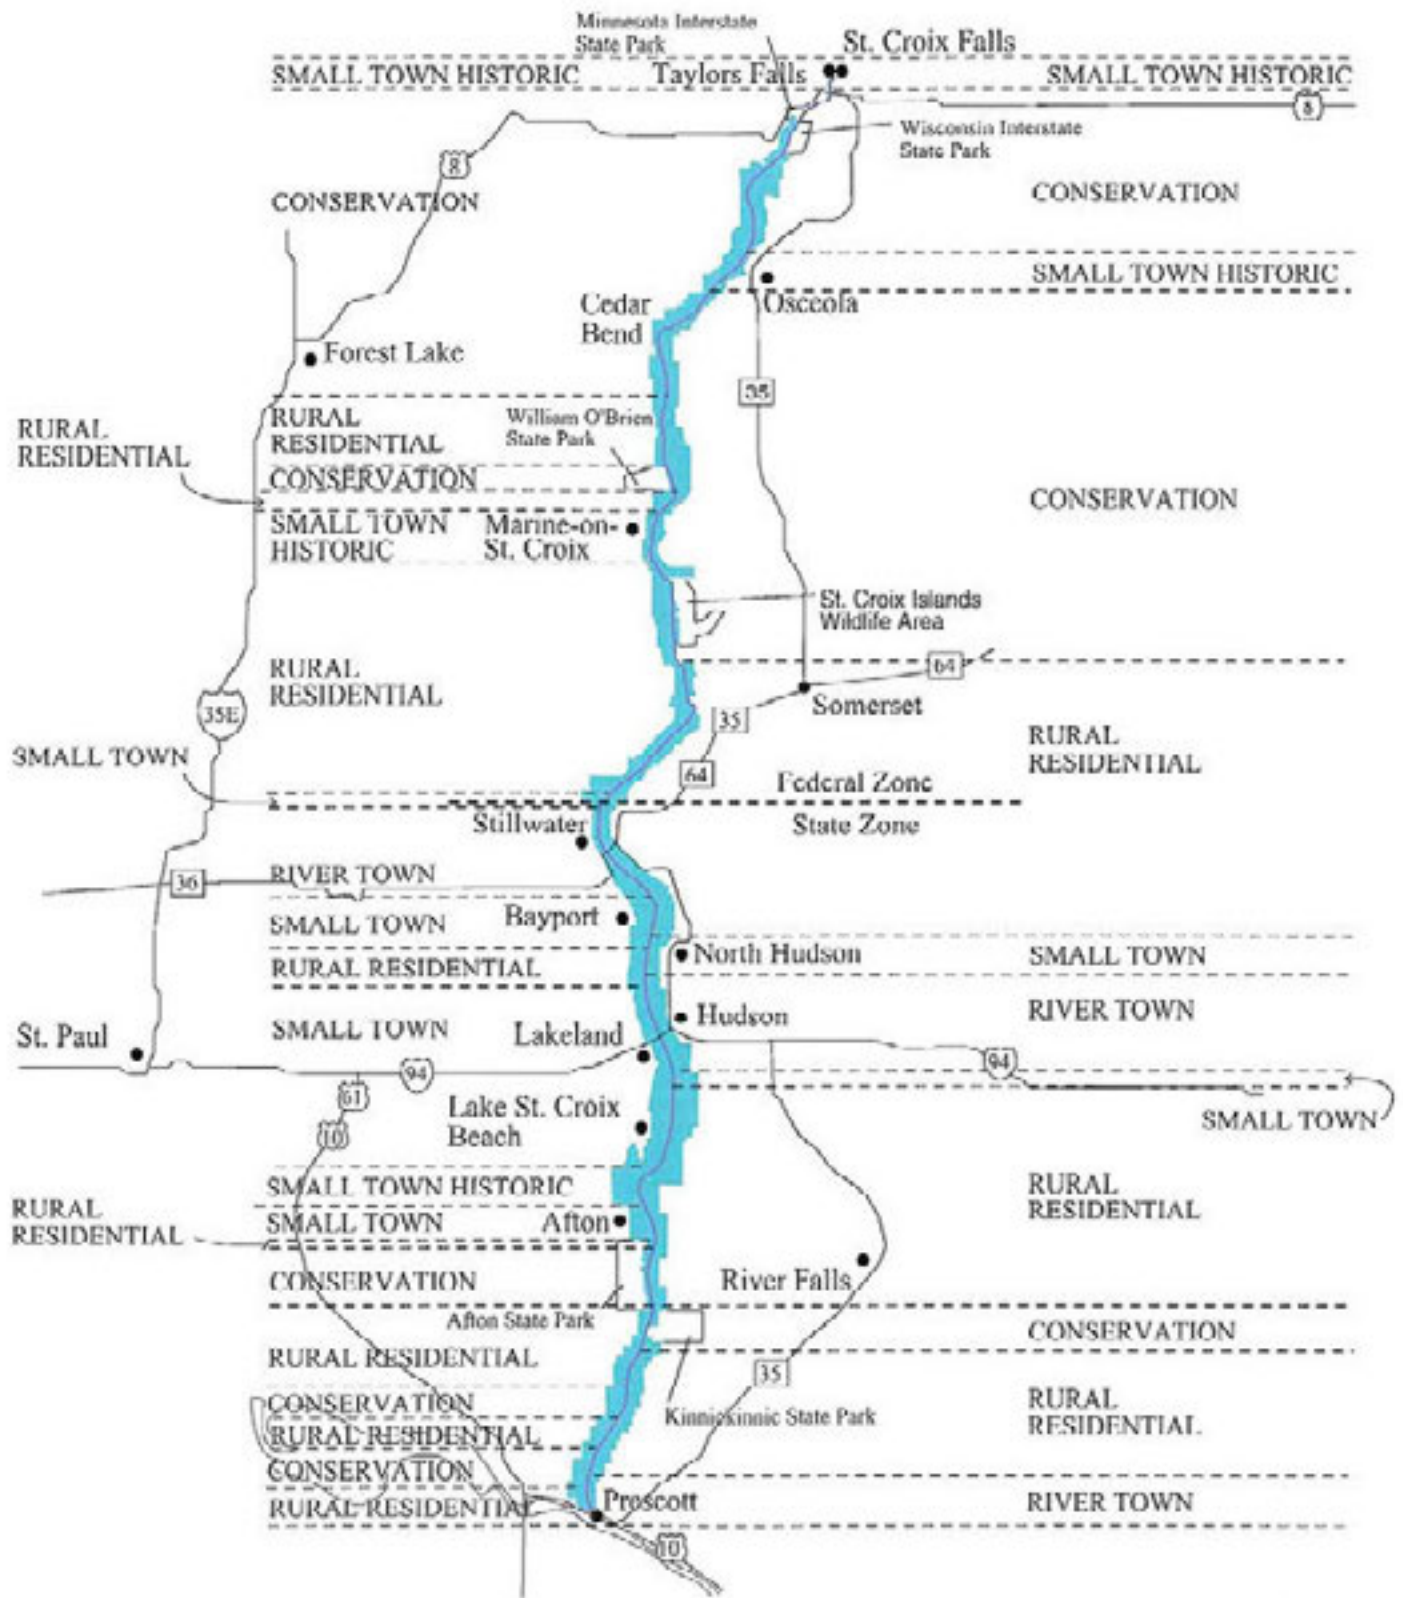 Minnesota Interstate
State Park
St. Croix Falls
SMALL TOWN HISTORIC
Taylors Falls
SMALL TOWN HISTORIC
8
Wisconsin Interstate
State Park
8
CONSERVATION
CONSERVATION
SMALL TOWN HISTORIC
Osceola
Cedar
Bend
Forest Lake
35
RURAL
RESIDENTIAL
RURAL
RESIDENTIAL
William O'Brien
State Park
CONSERVATION
CONSERVATION
SMALL TOWN
HISTORIC
Marine-on-
St. Croix
St. Croix Islands
Wildlife Area
RURAL
RESIDENTIAL
64
Somerset
35E
35
RURAL
RESIDENTIAL
SMALL TOWN
64
Federal Zone
State Zone
Stillwater
36
RIVER TOWN
SMALL TOWN
Bayport
North Hudson
SMALL TOWN
RURAL RESIDENTIAL
Hudson
RIVER TOWN
St. Paul
SMALL TOWN
Lakeland
94
94
61
10
Lake St. Croix
Beach
SMALL TOWN
SMALL TOWN HISTORIC
RURAL
RESIDENTIAL
RURAL
RESIDENTIAL
SMALL TOWN
Afton
CONSERVATION
River Falls
Afton State Park
CONSERVATION
RURAL RESIDENTIAL
35
CONSERVATION
Kinnickinnic State Park
RURAL
RESIDENTIAL
RURAL RESIDENTIAL
CONSERVATION
RURAL RESIDENTIAL
Prescott
RIVER TOWN
10